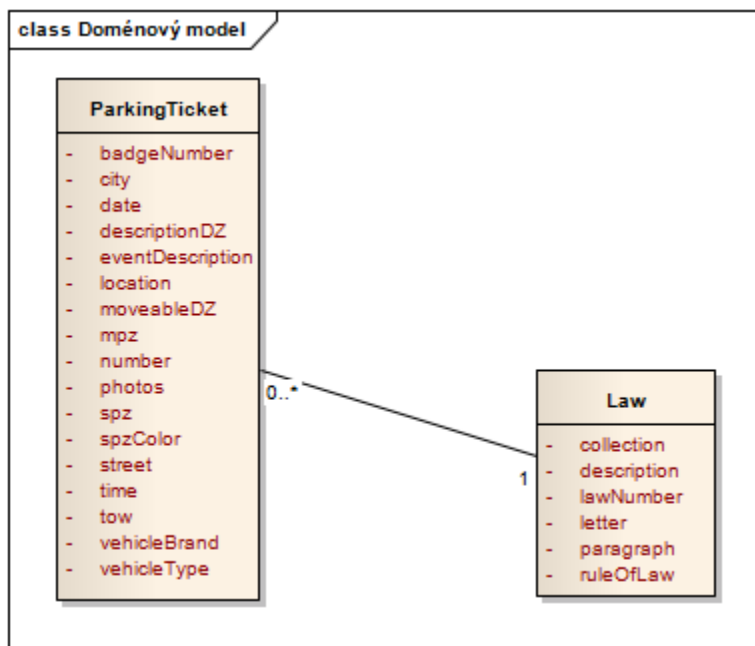 class Doménový model
ParkingTicket
- badgeNumber
- city
- date
- descriptionDZ
- eventDescription
- location
- moveableDZ
- mpz
- number
- photos
- spz
- spzColor
- street
- time
- tow
- vehicleBrand
- vehicleType
0..*
1
Law
- collection
- description
- lawNumber
- letter
- paragraph
- ruleOfLaw